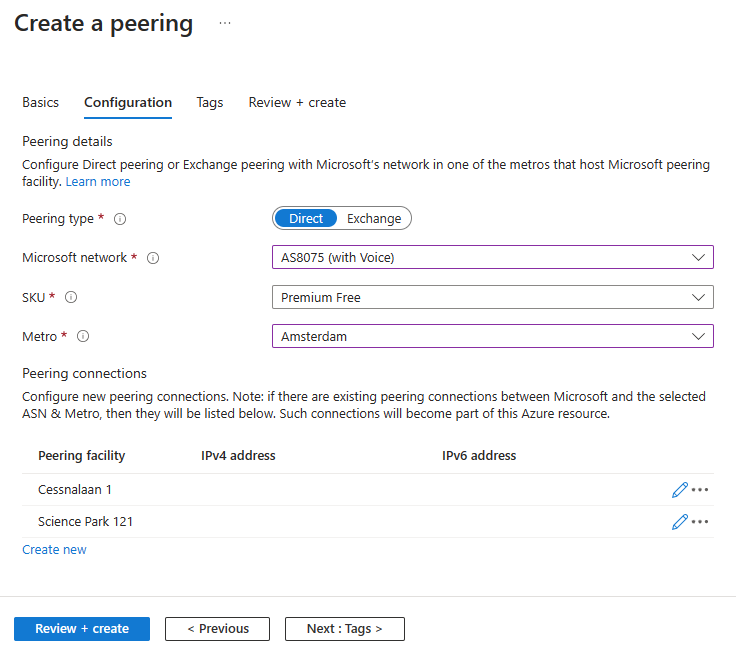 Create a peering ...
Basics Configuration Tags Review + create
Peering details
Configure Direct peering or Exchange peering with Microsoft's network in one of the metros that host Microsoft peering
facility. Learn more
Peering type * Direct Exchange
Microsoft network * AS8075 (with Voice)
SKU * Premium Free
Metro * Amsterdam
Peering connections
Configure new peering connections. Note: if there are existing peering connections between Microsoft and the selected
ASN & Metro, then they will be listed below. Such connections will become part of this Azure resource.
Peering facility IPv4 address IPv6 address
Cessnalaan 1
Science Park 121
Create new
Review + create < Previous Next : Tags >